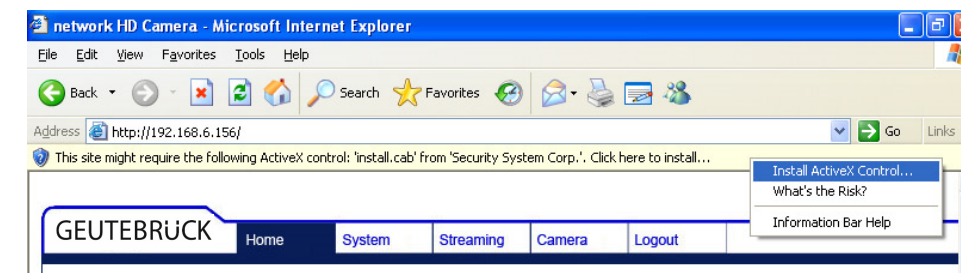 network HD Camera - Microsoft Internet Explorer
File Edit View Favorites Tools Help
Back Search Favorites
Address http://192.168.6.156/ Go Links
This site might require the following ActiveX control: 'install.cab' from 'Security System Corp.'. Click here to install...
Install ActiveX Control...
What's the Risk?
Information Bar Help
GEUTEBRÜCK
Home System Streaming Camera Logout